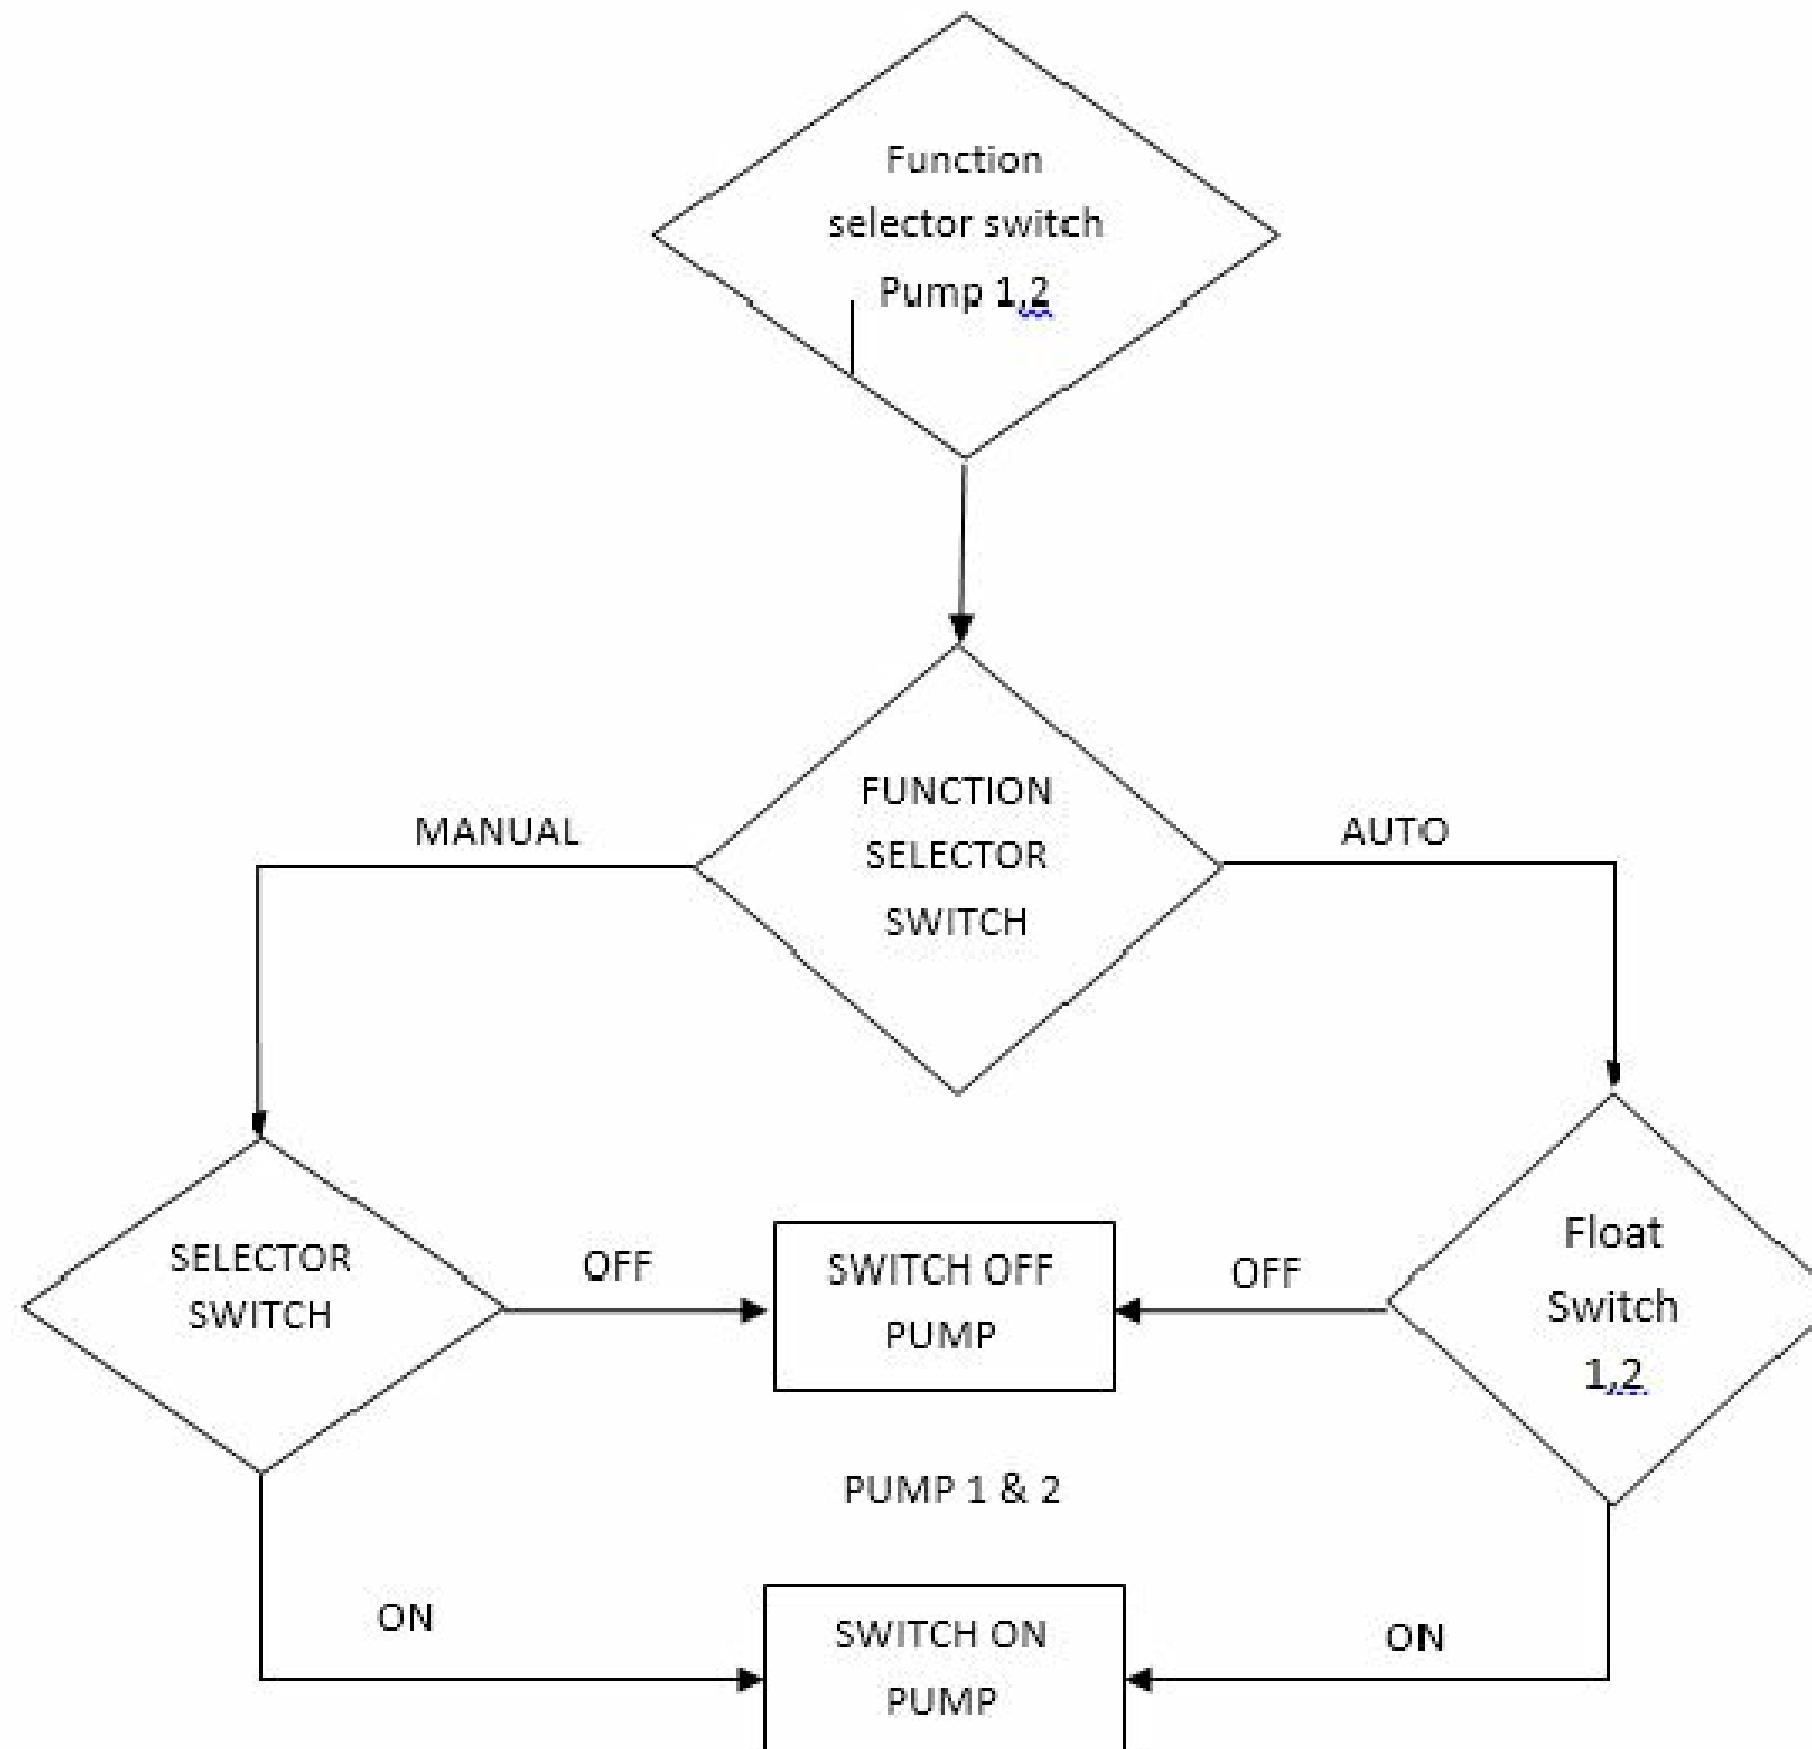 Function
selector switch
Pump 1,2
FUNCTION
SELECTOR
SWITCH
MANUAL
AUTO
SELECTOR
SWITCH
OFF
SWITCH OFF
PUMP
OFF
Float
Switch
1,2
PUMP 1 & 2
ON
SWITCH ON
PUMP
ON